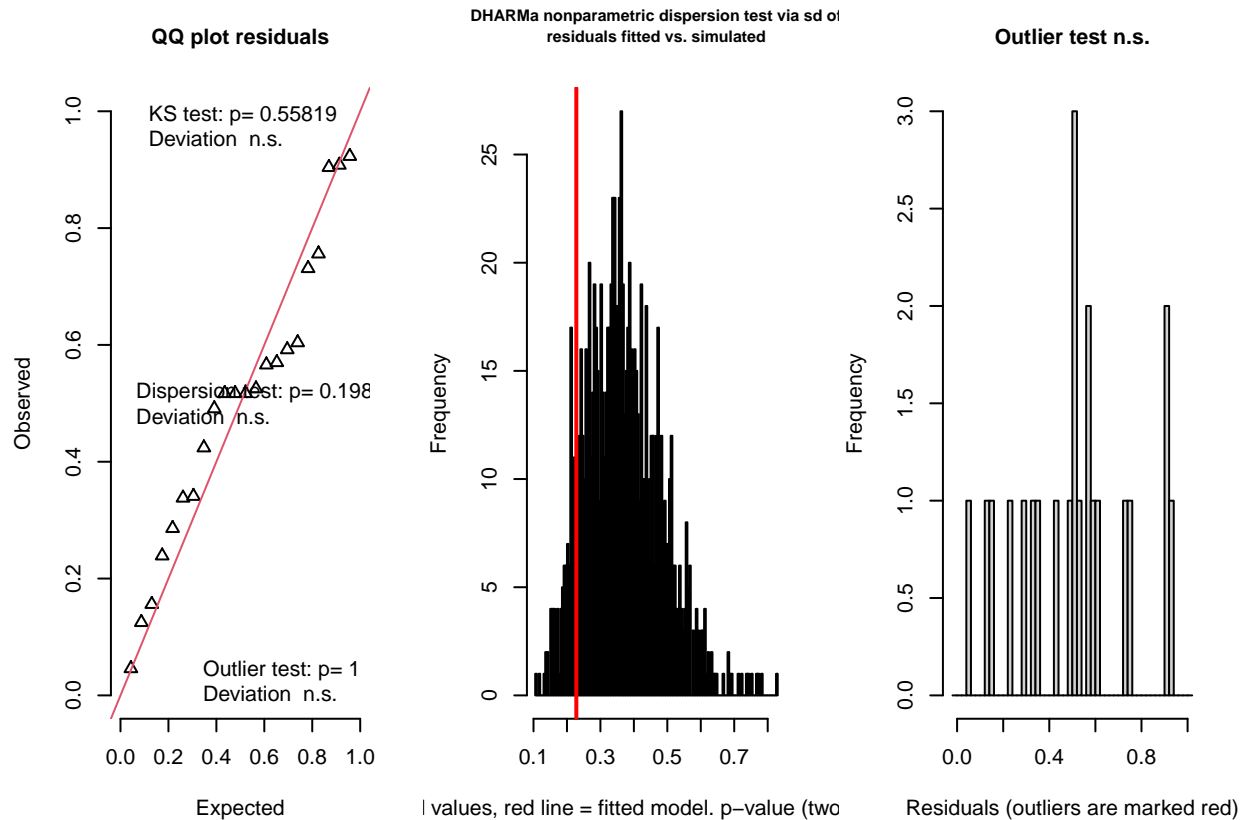 QQ plot residuals
KS test: p= 0.55819
Deviation n.s.
Dispersion test: p= 0.198
Deviation n.s.
Outlier test: p= 1
Deviation n.s.
Observed
0.0 0.2 0.4 0.6 0.8 1.0
0.0 0.2 0.4 0.6 0.8 1.0
Expected
DHARMa nonparametric dispersion test via sd of
residuals fitted vs. simulated
Frequency
0 5 10 15 20 25
0.1 0.3 0.5 0.7
values, red line = fitted model. p−value (two
Outlier test n.s.
Frequency
0.0 0.5 1.0 1.5 2.0 2.5 3.0
0.0 0.4 0.8
Residuals (outliers are marked red)